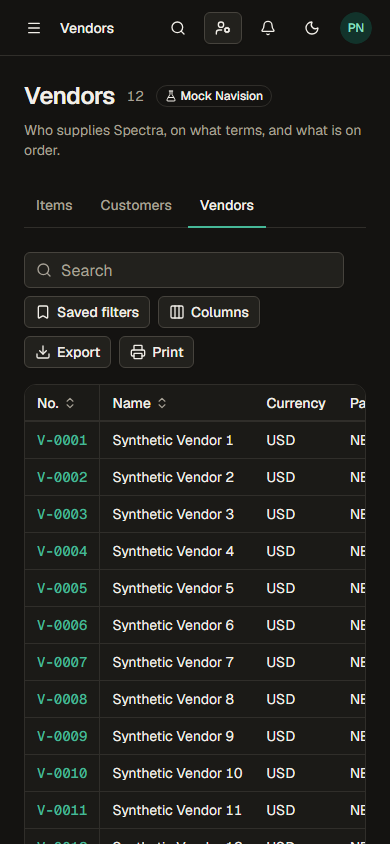 Vendors
PN
Vendors 12 Mock Navision
Who supplies Spectra, on what terms, and what is on
order.
Items Customers Vendors
Search
Saved filters Columns
Export Print
No. Name Currency
V-0001 Synthetic Vendor 1 USD
V-0002 Synthetic Vendor 2 USD
V-0003 Synthetic Vendor 3 USD
V-0004 Synthetic Vendor 4 USD
V-0005 Synthetic Vendor 5 USD
V-0006 Synthetic Vendor 6 USD
V-0007 Synthetic Vendor 7 USD
V-0008 Synthetic Vendor 8 USD
V-0009 Synthetic Vendor 9 USD
V-0010 Synthetic Vendor 10 USD
V-0011 Synthetic Vendor 11 USD